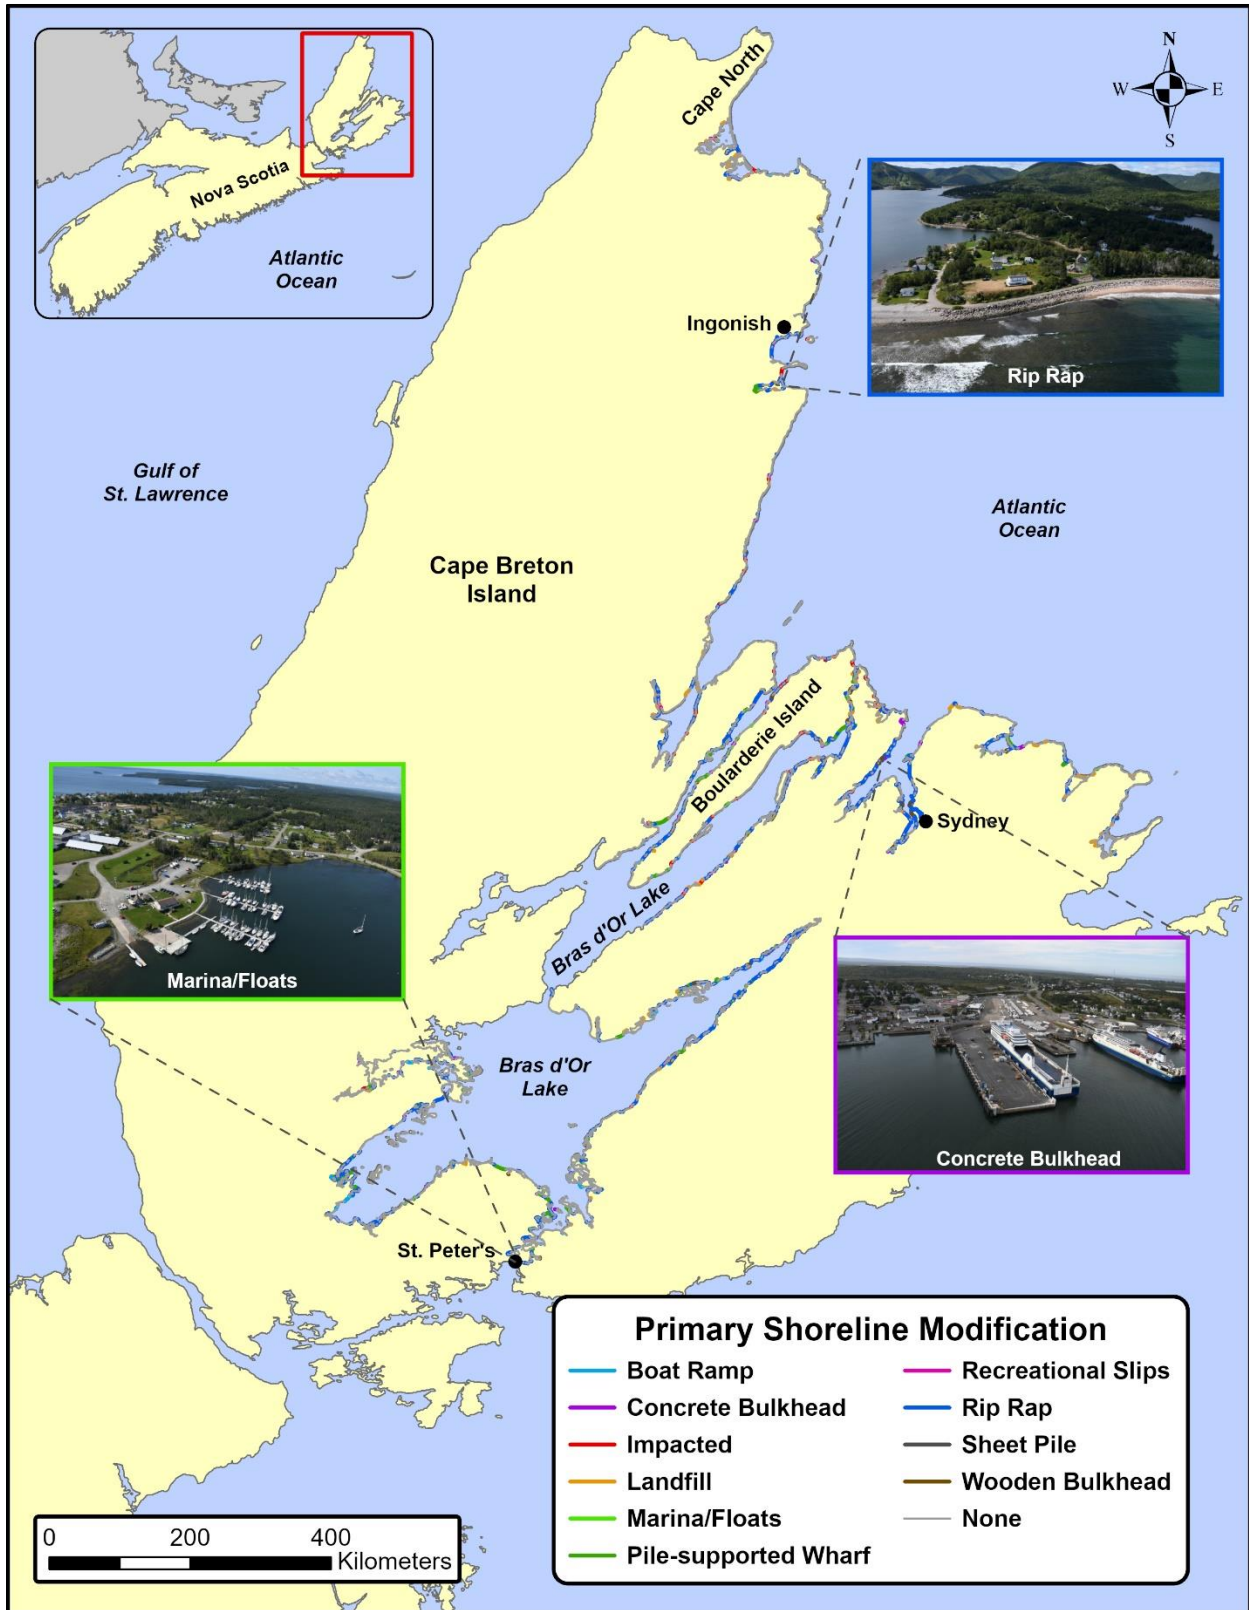 Nova Scotia
Atlantic
Ocean
Cape North
N
W
E
S
Rip Rap
Ingonish
Gulf of
St. Lawrence
Atlantic
Ocean
Cape Breton
Island
Boularderie Island
Sydney
Bras d'Or Lake
Marina/Floats
Bras d'Or
Lake
Concrete Bulkhead
St. Peter's
Primary Shoreline Modification
Boat Ramp
Concrete Bulkhead
Impacted
Landfill
Marina/Floats
Pile-supported Wharf
Recreational Slips
Rip Rap
Sheet Pile
Wooden Bulkhead
None
0 200 400
Kilometers